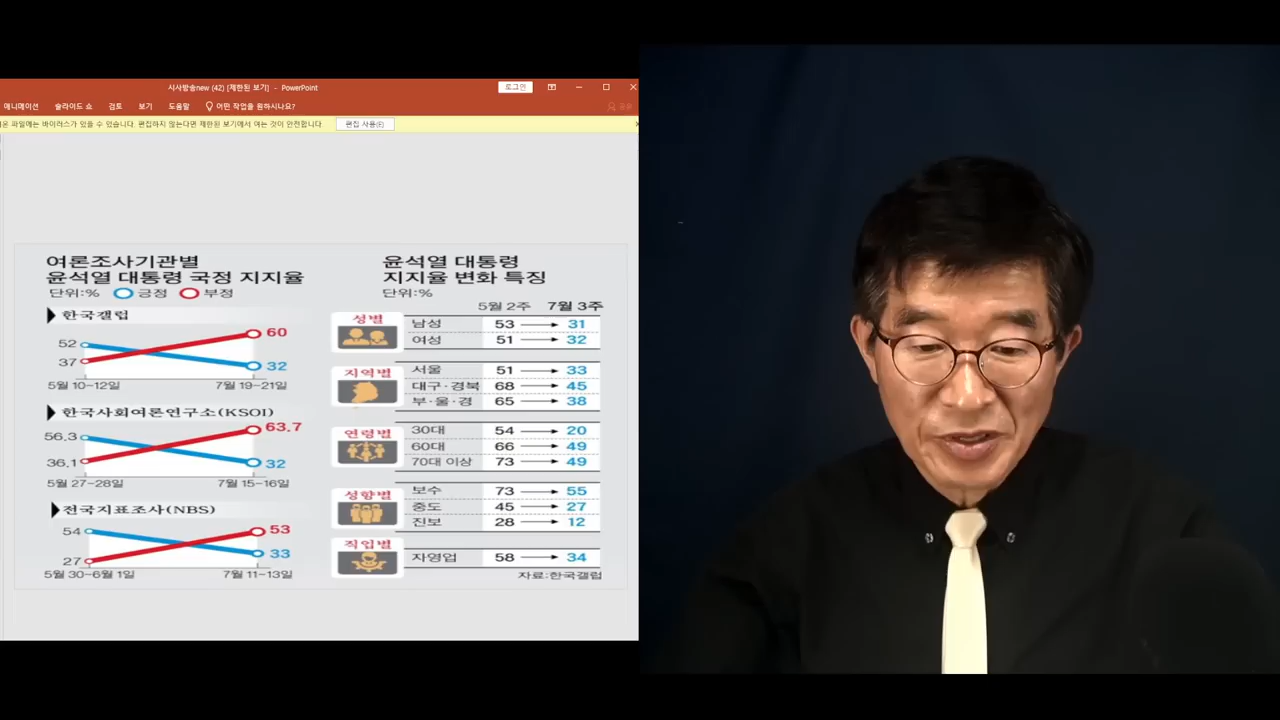 시사방송new (42) [제한된 보기] - PowerPoint
로그인
애니메이션 슬라이드 쇼 검토 보기 도움말 어떤 작업을 원하시나요? 공유
은 파일에는 바이러스가 있을 수 있습니다. 편집하지 않는다면 제한된 보기에서 여는 것이 안전합니다. 편집 사용(E)
여론조사기관별
윤석열 대통령 국정 지지율
단위:% 긍정 부정
한국갤럽
60
52
37
32
5월 10~12일 7월 19~21일
한국사회여론연구소(KSOI)
63.7
56.3
36.1
32
5월 27~28일 7월 15~16일
전국지표조사(NBS)
54
53
33
27
5월 30~6월 1일 7월 11~13일
윤석열 대통령
지지율 변화 특징
단위:%
5월 2주 7월 3주
성별
남성 53 31
여성 51 32
지역별
서울 51 33
대구·경북 68 45
부·울·경 65 38
연령별
30대 54 20
60대 66 49
70대 이상 73 49
성향별
보수 73 55
중도 45 27
진보 28 12
직업별
자영업 58 34
자료:한국갤럽